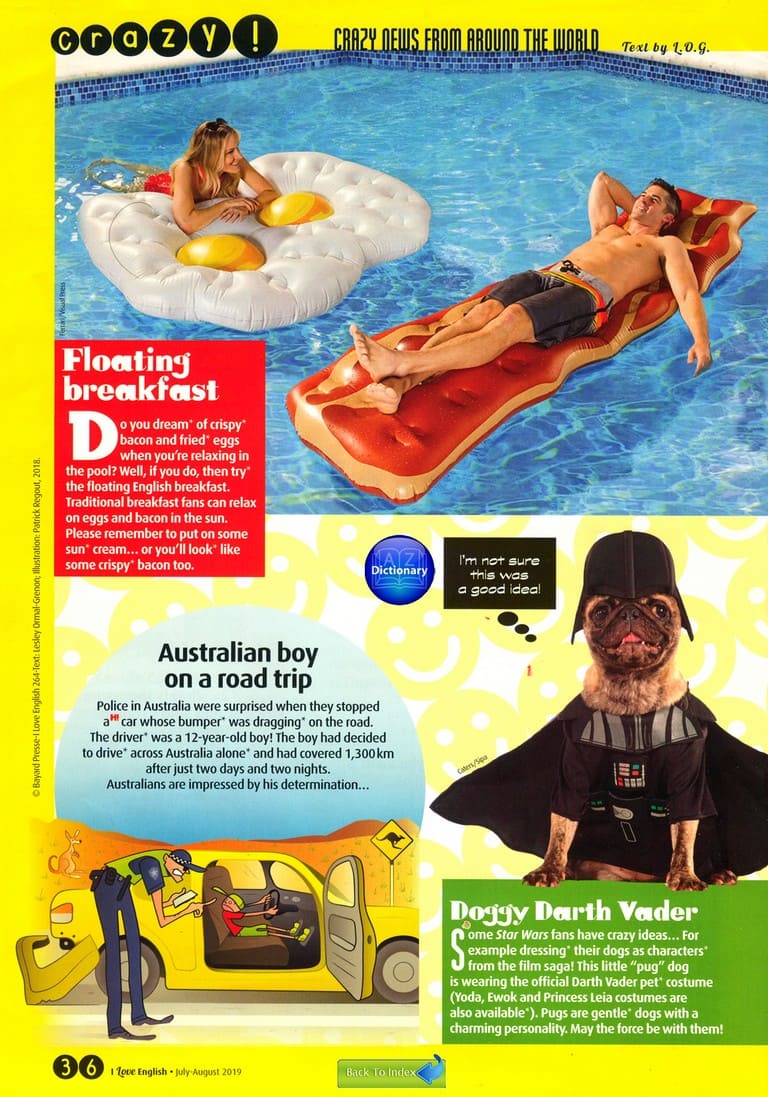 crazy!
CRAZY NEWS FROM AROUND THE WORLD
Text by L.O.G.
Ferrari/Visual Press
Floating
breakfast
Do you dream* of crispy*
bacon and fried* eggs
when you're relaxing in
the pool? Well, if you do, then try*
the floating English breakfast.
Traditional breakfast fans can relax
on eggs and bacon in the sun.
Please remember to put on some
sun* cream... or you'll look* like
some crispy* bacon too.
A Z
Dictionary
I'm not sure
this was
a good idea!
Australian boy
on a road trip
Police in Australia were surprised when they stopped
a car whose bumper* was dragging* on the road.
The driver* was a 12-year-old boy! The boy had decided
to drive* across Australia alone* and had covered 1,300 km
after just two days and two nights.
Australians are impressed by his determination...
Hi!
Caters/Sipa
Doggy Darth Vader
Some Star Wars fans have crazy ideas... For
example dressing* their dogs as characters*
from the film saga! This little "pug" dog
is wearing the official Darth Vader pet* costume
(Yoda, Ewok and Princess Leia costumes are
also available*). Pugs are gentle* dogs with a
charming personality. May the force be with them!
© Bayard Presse-I Love English 264-Text: Lesley Ormal-Grenon; Illustration: Patrick Regout, 2018.
36 I Love English • July-August 2019
Back To Index